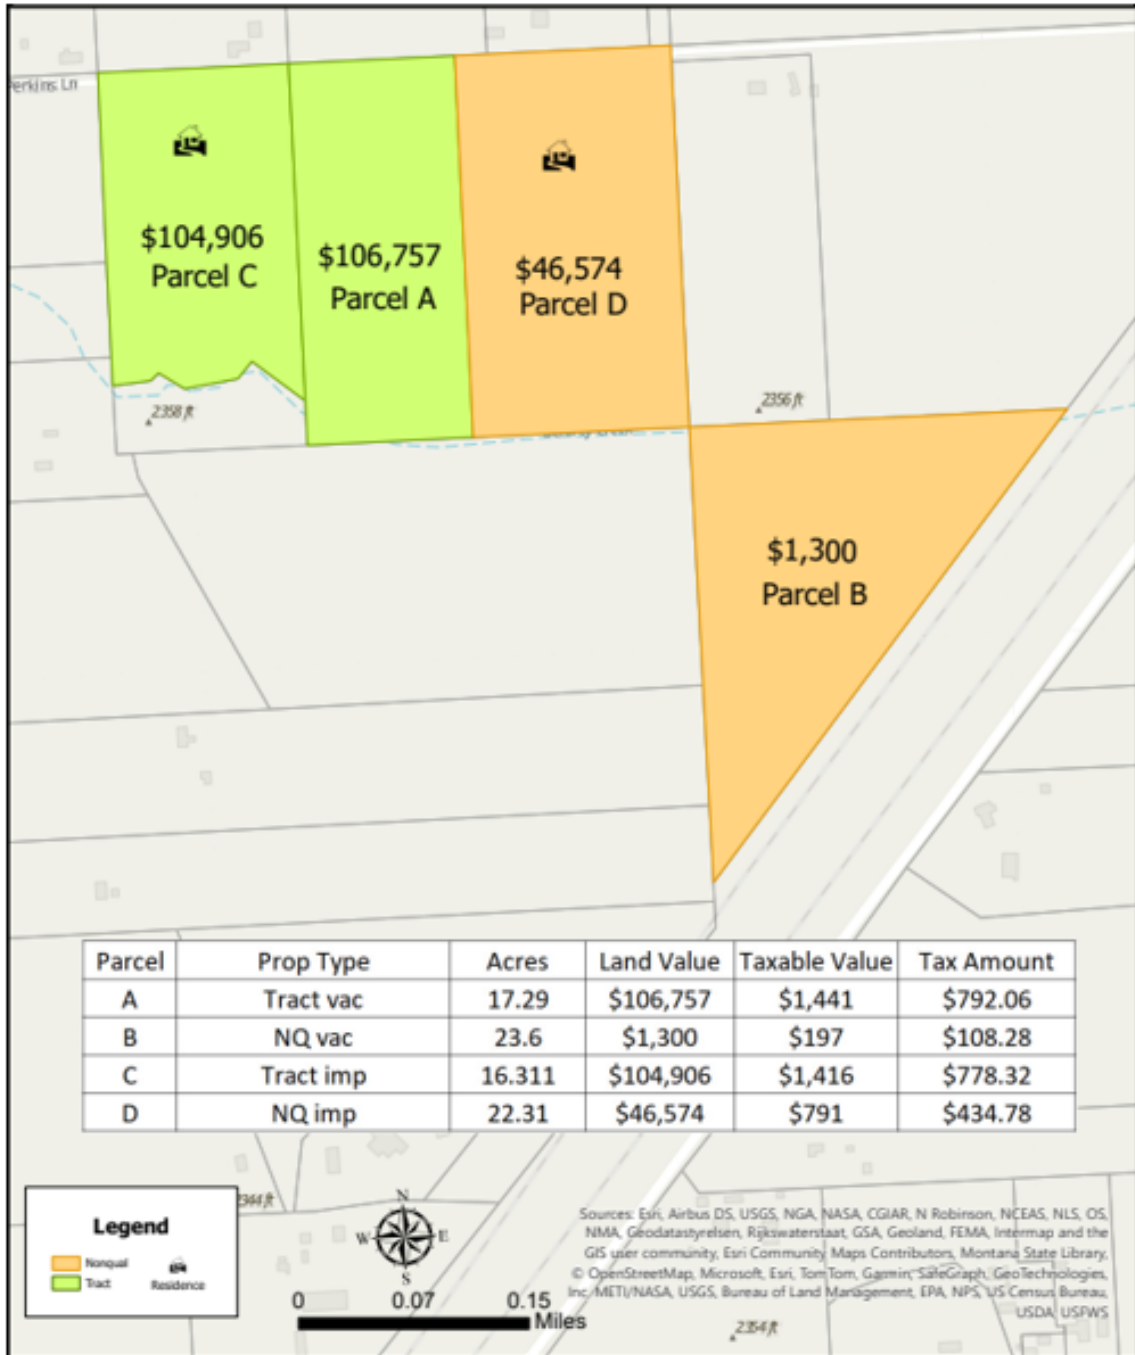 Perkins Ln
$104,906
Parcel C
$106,757
Parcel A
$46,574
Parcel D
2358 ft
2356 ft
$1,300
Parcel B
Parcel Prop Type Acres Land Value Taxable Value Tax Amount
A Tract vac 17.29 $106,757 $1,441 $792.06
B NQ vac 23.6 $1,300 $197 $108.28
C Tract imp 16.311 $104,906 $1,416 $778.32
D NQ imp 22.31 $46,574 $791 $434.78
2344 ft
Legend
Nonqual
Tract
Residence
N
W E
S
0 0.07 0.15
Miles
Sources: Esri, Airbus DS, USGS, NGA, NASA, CGIAR, N Robinson, NCEAS, NLS, OS,
NMA, Geodatastyrelsen, Rijkswaterstaat, GSA, Geoland, FEMA, Intermap and the
GIS user community, Esri Community Maps Contributors, Montana State Library,
© OpenStreetMap, Microsoft, Esri, TomTom, Garmin, SafeGraph, GeoTechnologies,
Inc, METI/NASA, USGS, Bureau of Land Management, EPA, NPS, US Census Bureau,
USDA, USFWS
2354 ft